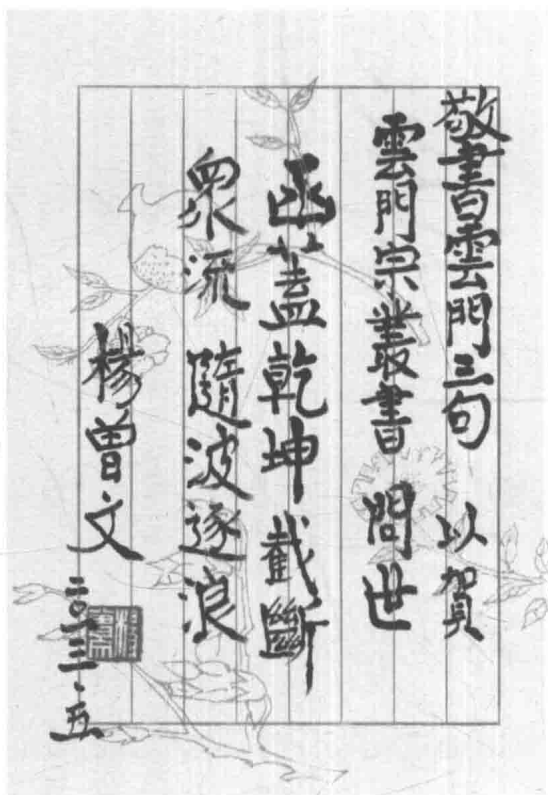 敬書雲門三句 以賀
雲門宗叢書 問世
函蓋乾坤 截斷
眾流 隨波逐浪
楊曾文 二〇一三、五